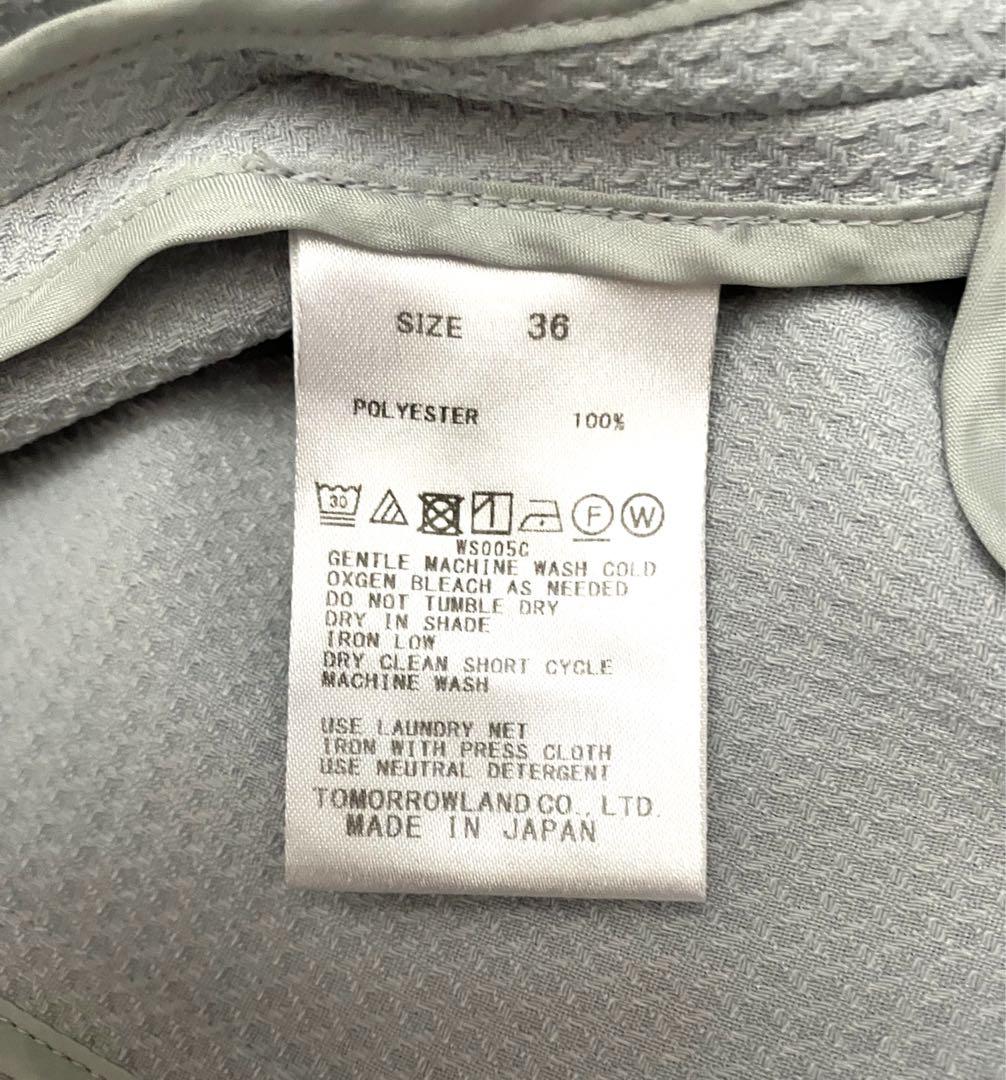 SIZE 36
POLYESTER 100%
30 F W
WS005C
GENTLE MACHINE WASH COLD
OXGEN BLEACH AS NEEDED
DO NOT TUMBLE DRY
DRY IN SHADE
IRON LOW
DRY CLEAN SHORT CYCLE
MACHINE WASH
USE LAUNDRY NET
IRON WITH PRESS CLOTH
USE NEUTRAL DETERGENT
TOMORROWLAND CO., LTD.
MADE IN JAPAN